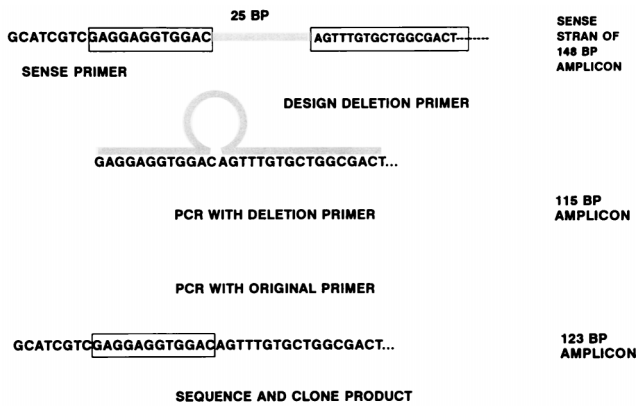 25 BP
GCATCGTCGAGGAGGTGGAC AGTTTGTGCTGGCGACT--------
SENSE
STRAN OF
148 BP
AMPLICON
SENSE PRIMER
DESIGN DELETION PRIMER
GAGGAGGTGGACAGTTTGTGCTGGCGACT...
PCR WITH DELETION PRIMER
115 BP
AMPLICON
PCR WITH ORIGINAL PRIMER
GCATCGTCGAGGAGGTGGACAGTTTGTGCTGGCGACT...
123 BP
AMPLICON
SEQUENCE AND CLONE PRODUCT